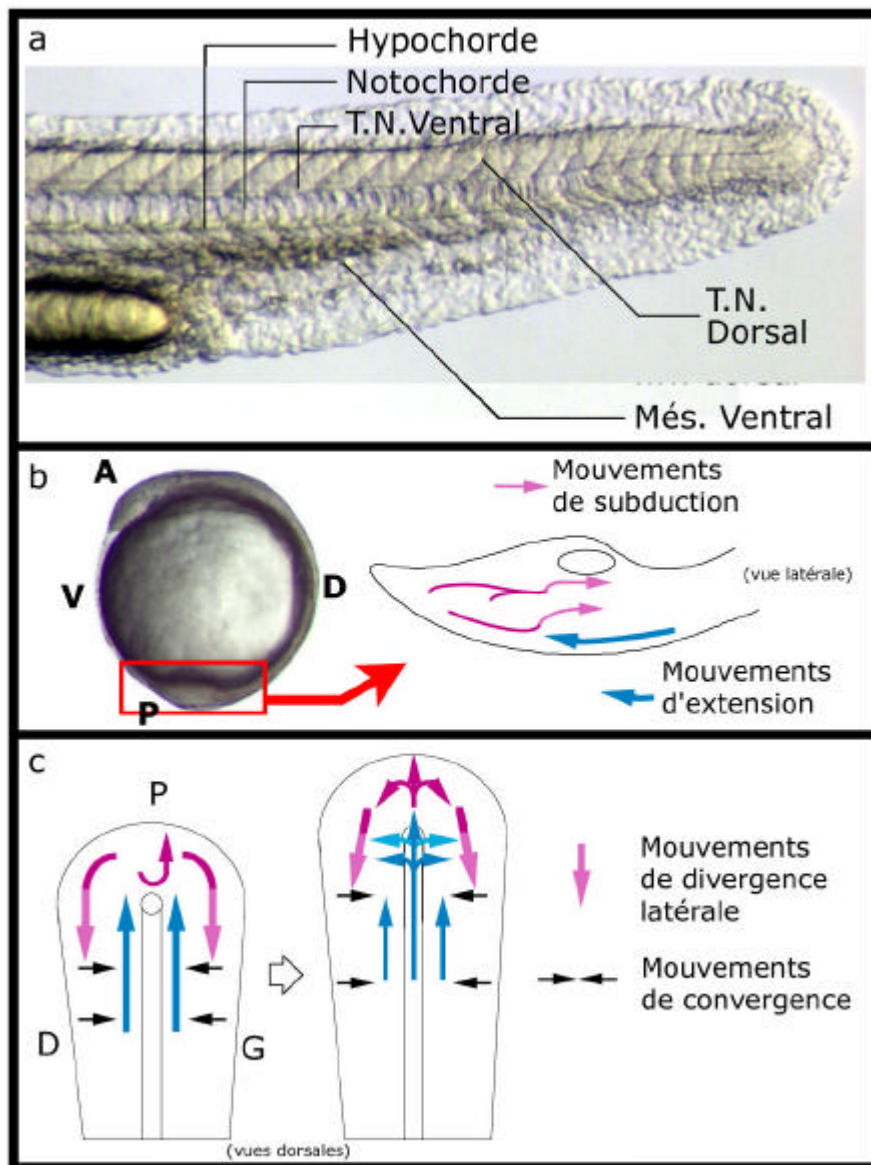 a
Hypochorde
Notochorde
T.N.Ventral
T.N.
Dorsal
Més. Ventral
b
A
V
D
P
Mouvements
de subduction
(vue latérale)
Mouvements
d'extension
c
P
D
G
(vues dorsales)
Mouvements
de divergence
latérale
Mouvements
de convergence